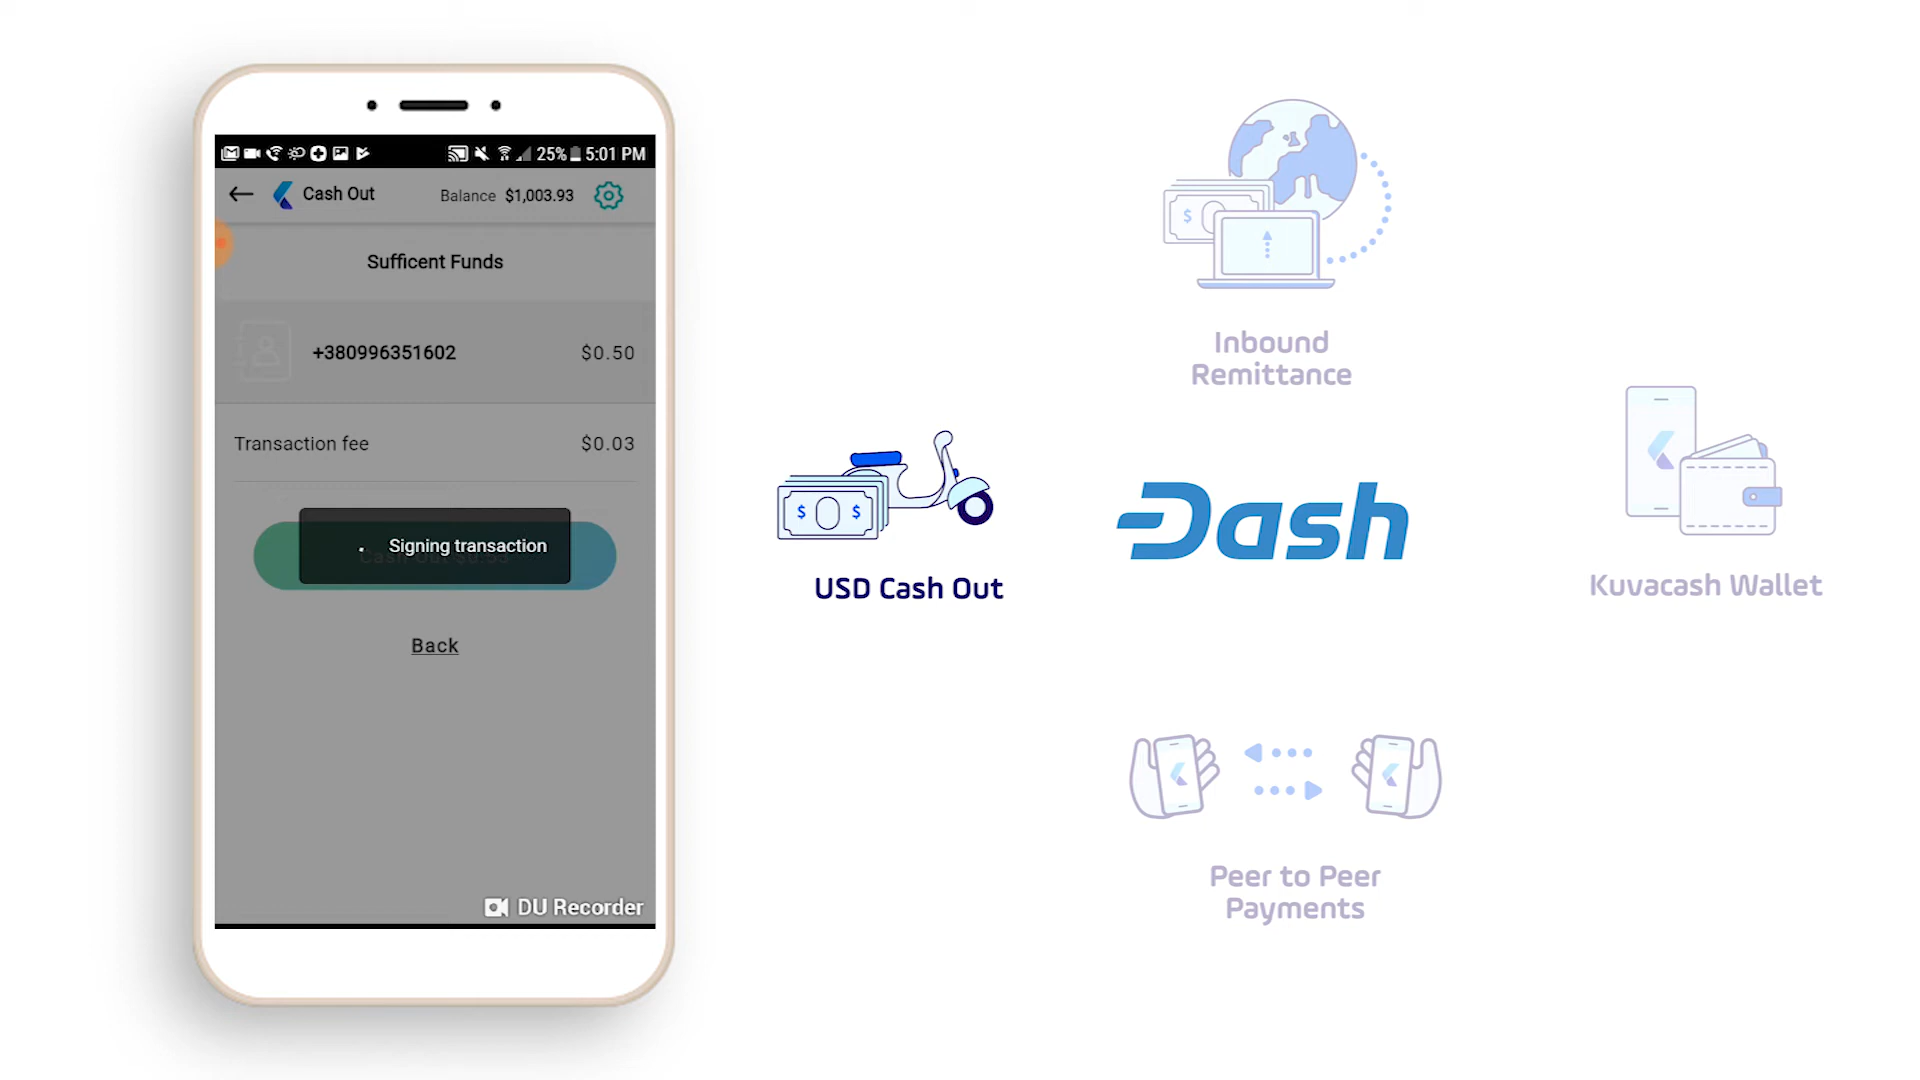 25% 5:01 PM
Cash Out Balance $1,003.93
Sufficent Funds
+380996351602 $0.50
Transaction fee $0.03
Signing transaction
Back
DU Recorder
Inbound
Remittance
$ $ $
USD Cash Out
Dash
Kuvacash Wallet
Peer to Peer
Payments